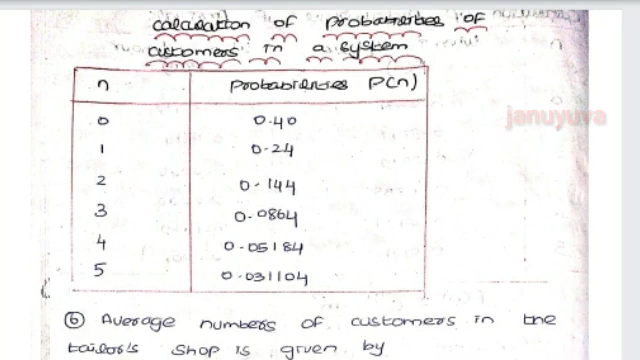 calculation of probabilities of
customers in a system
n Probabilities P(n)
0 0.40
1 0.24
2 0.144
3 0.0864
4 0.05184
5 0.031104
januyuva
⑥ Average numbers of customers in the
tailor's shop is given by